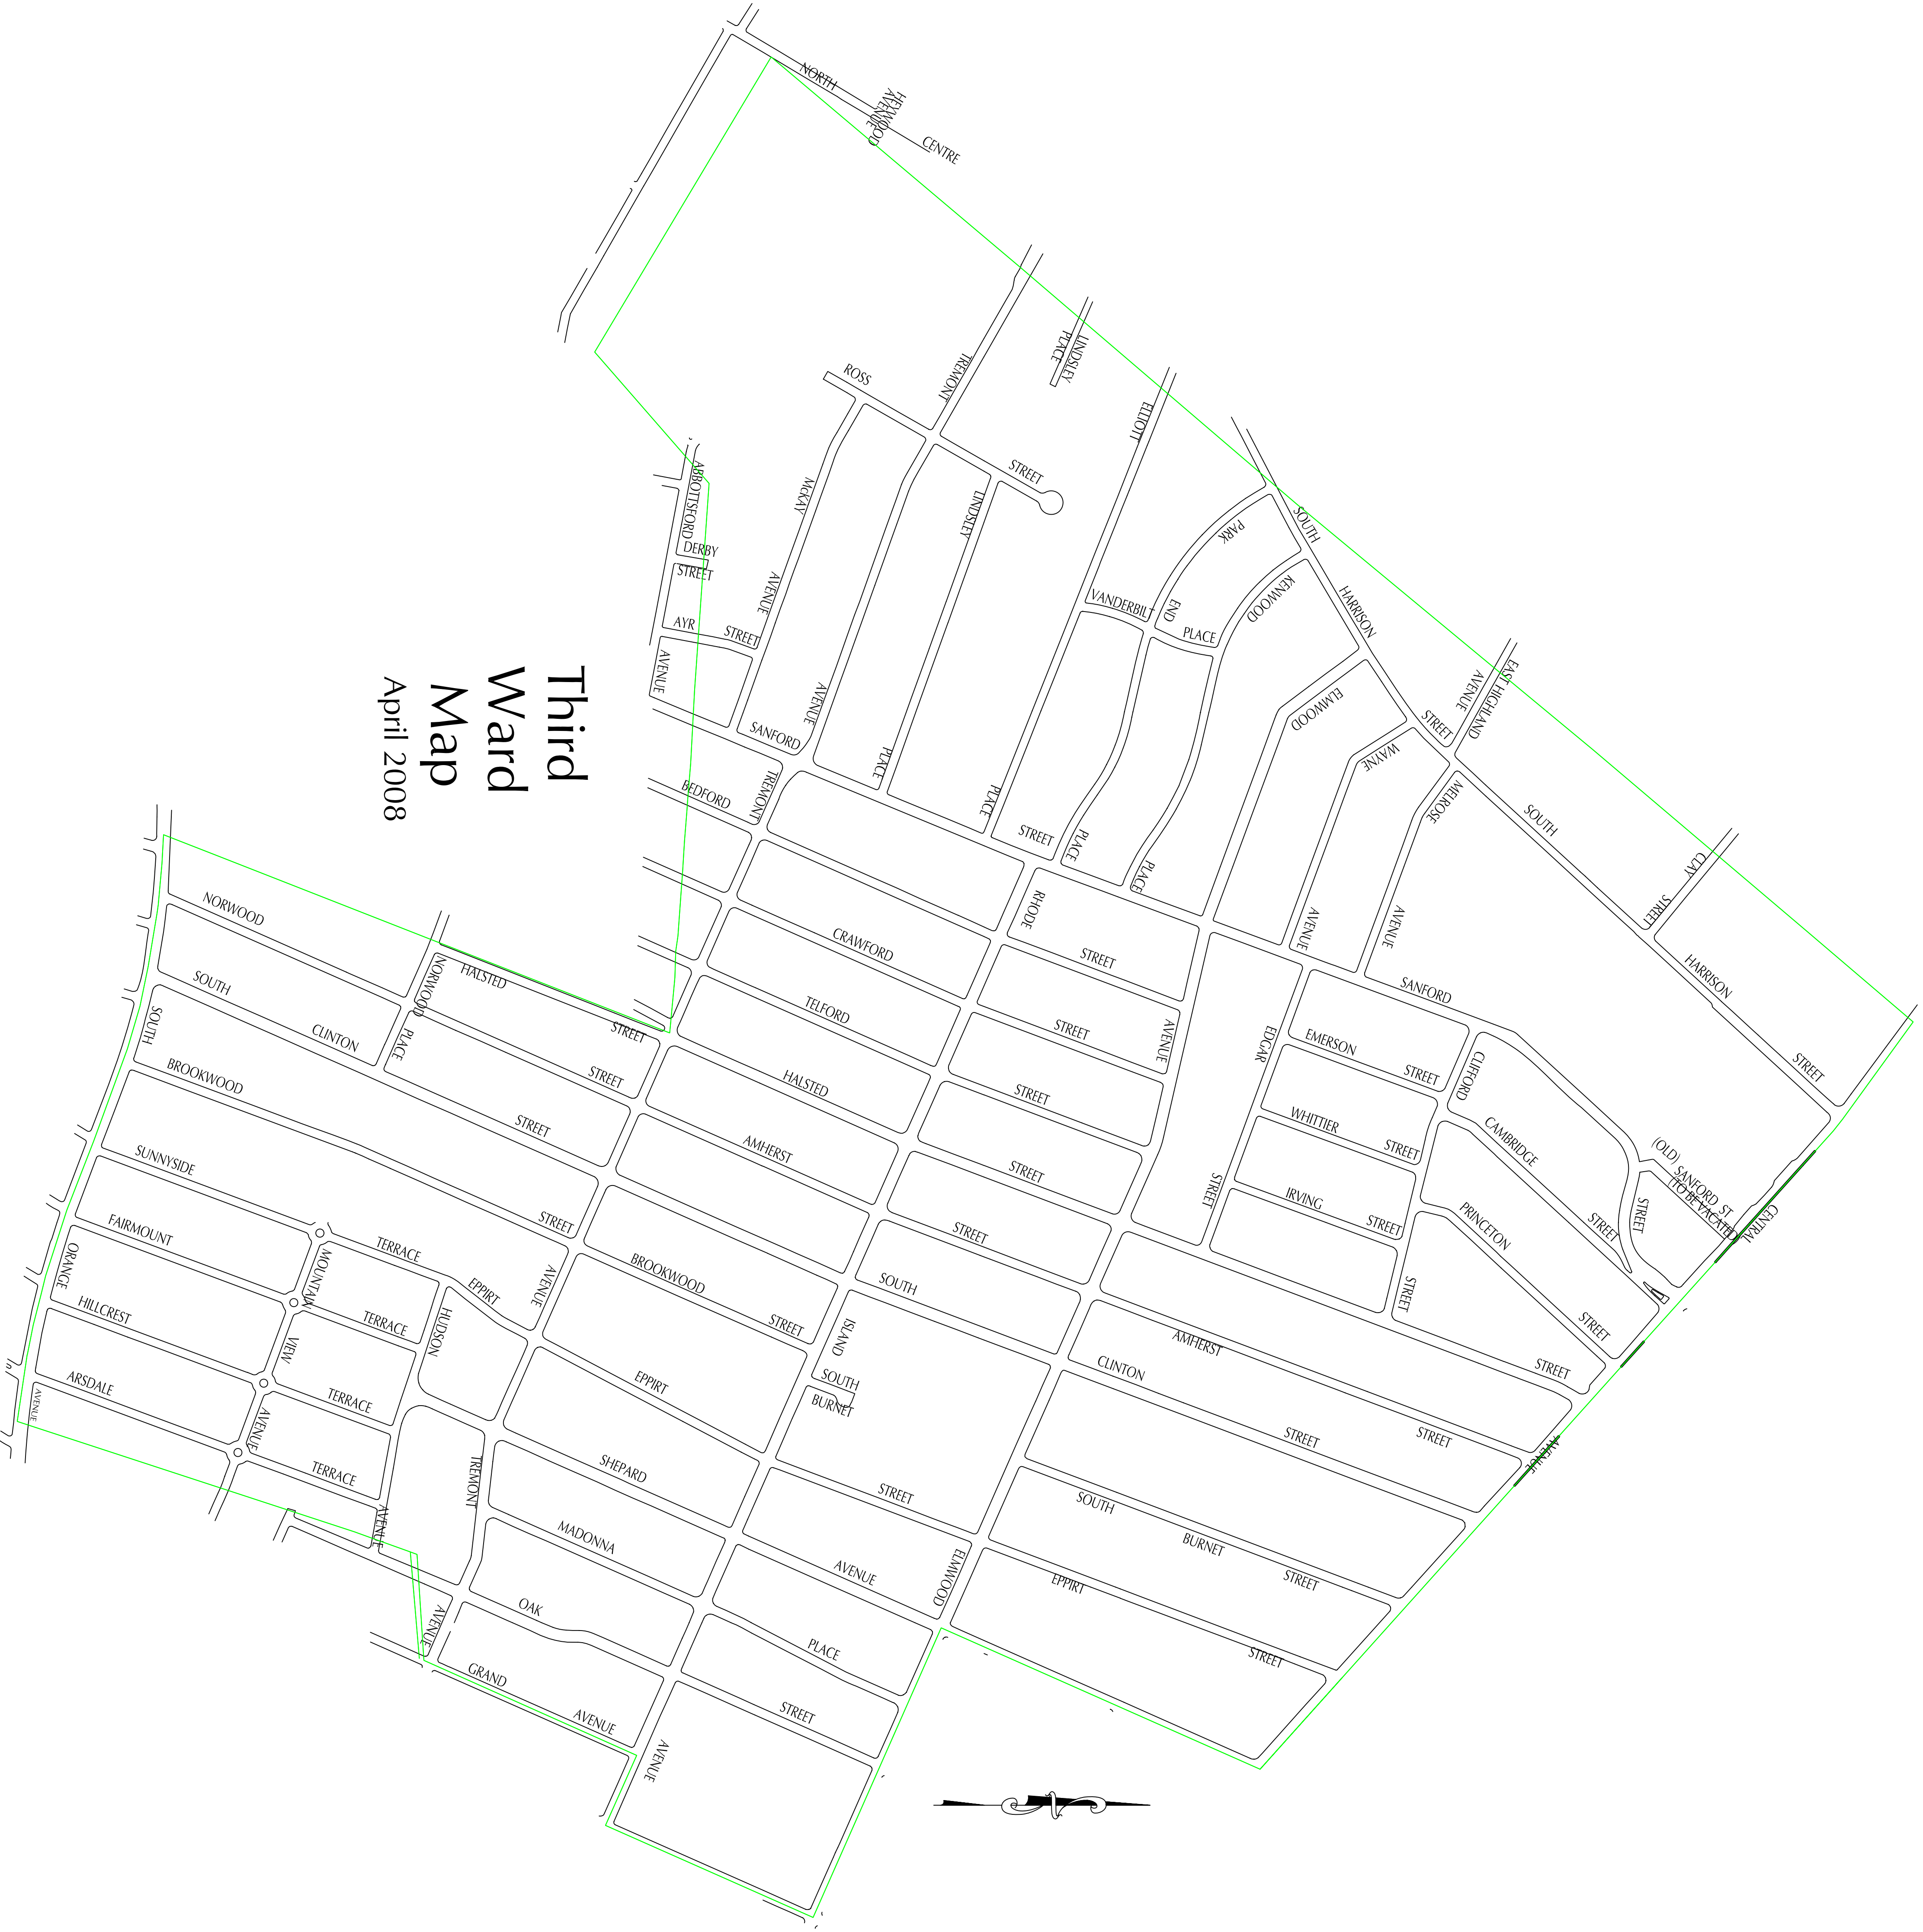 Third
Ward
Map
April 2008
NORTH
HEYWOOD
AVENUE
CENTRE
TREMONT
LINDSLEY
PLACE
ROSS
STREET
ELLIOTT
ABBOTTSFORD
McKAY
LINDSLEY
DERBY
STREET
AVENUE
AYR
STREET
AVENUE
AVENUE
SANFORD
PARK
SOUTH
KENWOOD
HARRISON
VANDERBILT
END
PLACE
ELMWOOD
STREET
EAST HIGHLAND
AVENUE
WAYNE
MELROSE
SOUTH
CLAY
STREET
HARRISON
STREET
BEDFORD
TREMONT
PLACE
PLACE
STREET
PLACE
PLACE
RHODE
AVENUE
AVENUE
SANFORD
CRAWFORD
STREET
TELFORD
STREET
AVENUE
EDGAR
EMERSON
STREET
CLIFFORD
WHITTIER
STREET
CAMBRIDGE
STREET
IRVING
STREET
PRINCETON
STREET
STREET
STREET
STREET
(OLD)
SANFORD ST
(TO BE VACATED)
CENTRAL
AVENUE
NORWOOD
NORWOOD
PLACE
HALSTED
STREET
HALSTED
STREET
SOUTH
CLINTON
STREET
STREET
AMHERST
STREET
SOUTH
BROOKWOOD
STREET
BROOKWOOD
STREET
STREET
SOUTH
CLINTON
STREET
AMHERST
STREET
STREET
SUNNYSIDE
TERRACE
EPPIRT
AVENUE
FAIRMOUNT
MOUNTAIN
TERRACE
ORANGE
HILLCREST
VIEW
TERRACE
HUDSON
ARSDALE
AVENUE
AVENUE
TERRACE
AVENUE
EPPIRT
ISLAND
SOUTH
BURNET
STREET
SOUTH
BURNET
STREET
EPPIRT
STREET
SHEPARD
AVENUE
ELMWOOD
TREMONT
MADONNA
PLACE
OAK
STREET
AVENUE
GRAND
AVENUE
AVENUE
N